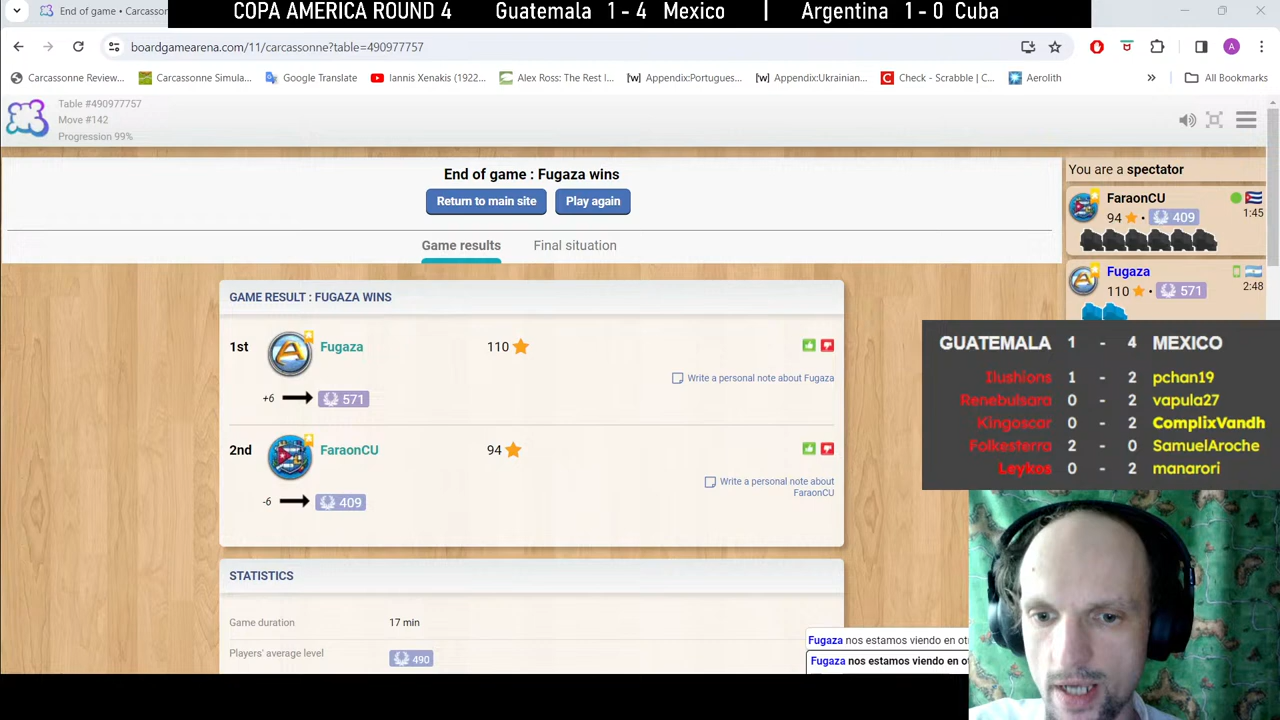 COPA AMERICA ROUND 4 Guatemala 1 - 4 Mexico | Argentina 1 - 0 Cuba
End of game • Carcasson
boardgamearena.com/11/carcassonne?table=490977757
A
Carcassonne Review...
Carcassonne Simula...
Google Translate
Iannis Xenakis (1922...
Alex Ross: The Rest I...
[w] Appendix:Portugues...
[w] Appendix:Ukrainian...
C Check - Scrabble | C...
Aerolith
»
All Bookmarks
Table #490977757
Move #142
Progression 99%
End of game : Fugaza wins
Return to main site
Play again
Game results
Final situation
You are a spectator
FaraonCU
94 • 409
1:45
Fugaza
110 • 571
2:48
GAME RESULT : FUGAZA WINS
1st Fugaza 110
Write a personal note about Fugaza
+6 571
2nd FaraonCU 94
Write a personal note about
FaraonCU
-6 409
STATISTICS
Game duration 17 min
Players' average level 490
GUATEMALA 1 - 4 MEXICO
Ilushions 1 - 2 pchan19
Renebulsara 0 - 2 vapula27
Kingoscar 0 - 2 ComplixVandh
Folkesterra 2 - 0 SamuelAroche
Leykos 0 - 2 manarori
Fugaza nos estamos viendo en ot
Fugaza nos estamos viendo en ot